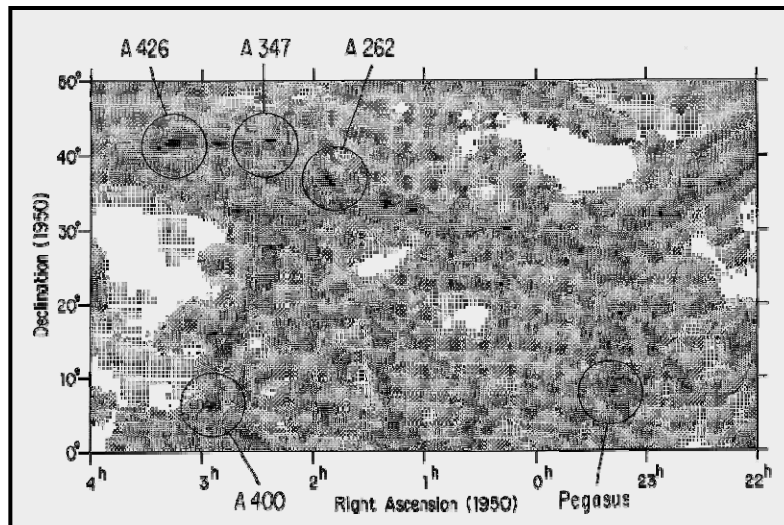 A 426 A 347 A 262
50°
40°
30°
20°
10°
0°
Declination (1950)
4h 3h 2h 1h 0h 23h 22h
A 400 Right Ascension (1950) Pegasus